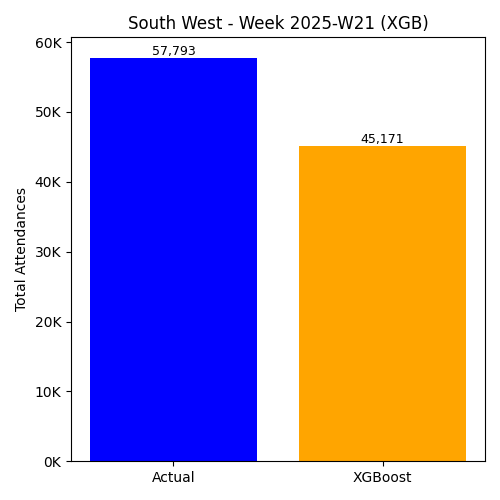 South West - Week 2025-W21 (XGB)
60K
50K
40K
30K
20K
10K
0K
Total Attendances
57,793
45,171
Actual
XGBoost